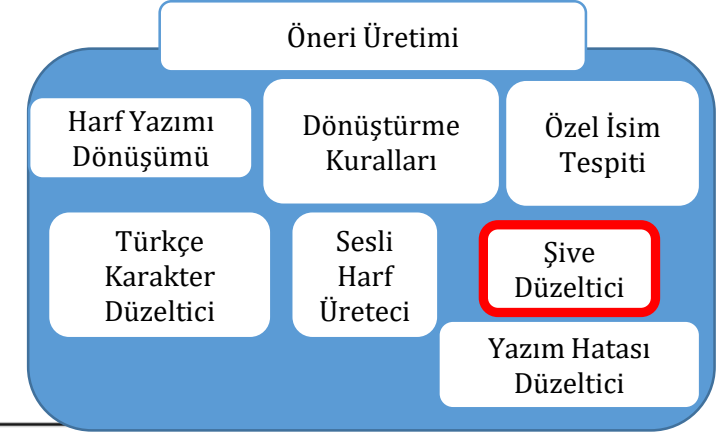 Öneri Üretimi
Harf Yazımı
Dönüşümü
Dönüştürme
Kuralları
Özel İsim
Tespiti
Türkçe
Karakter
Düzeltici
Sesli
Harf
Üreteci
Şive
Düzeltici
Yazım Hatası
Düzeltici